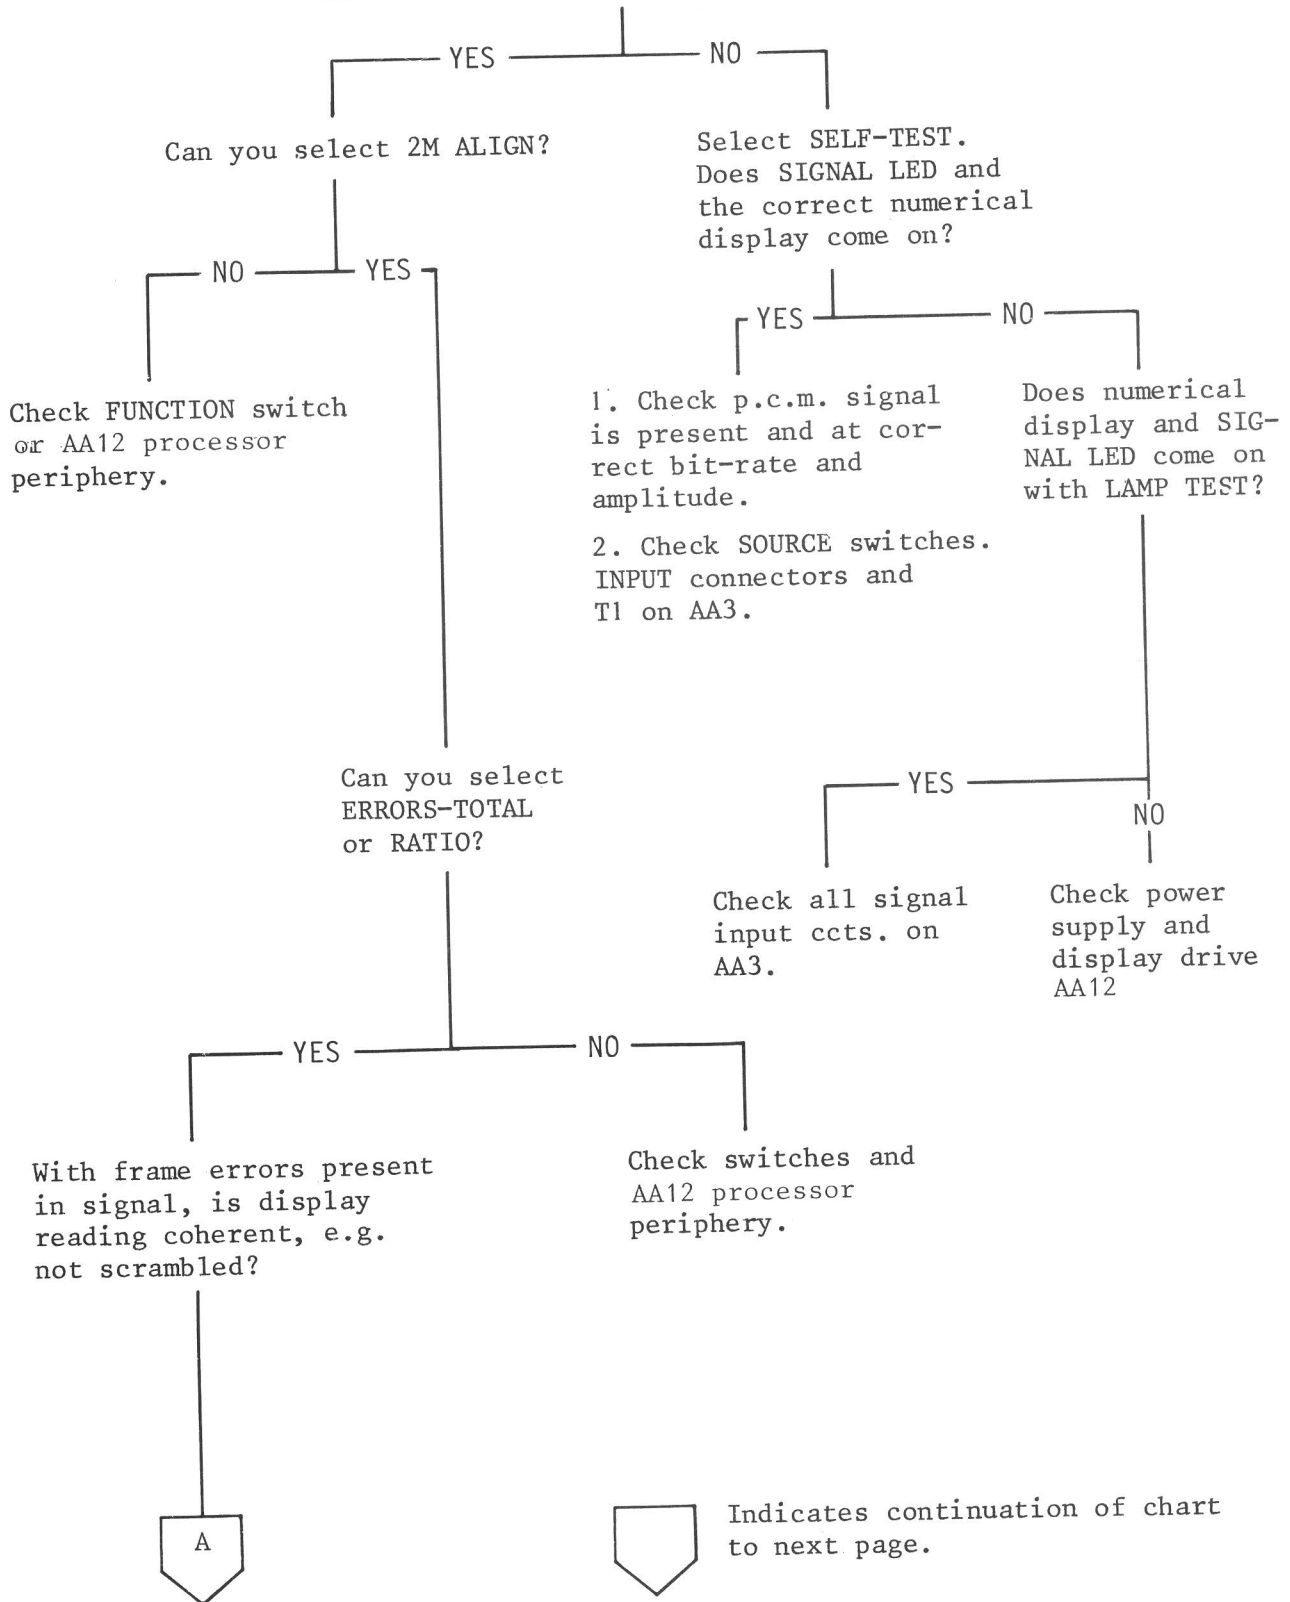 YES
NO
Can you select 2M ALIGN?
Select SELF-TEST.
Does SIGNAL LED and
the correct numerical
display come on?
NO
YES
YES
NO
Check FUNCTION switch
or AA12 processor
periphery.
1. Check p.c.m. signal
is present and at cor-
rect bit-rate and
amplitude.
2. Check SOURCE switches.
INPUT connectors and
T1 on AA3.
Does numerical
display and SIG-
NAL LED come on
with LAMP TEST?
Can you select
ERRORS-TOTAL
or RATIO?
YES
NO
Check all signal
input ccts. on
AA3.
Check power
supply and
display drive
AA12
YES
NO
With frame errors present
in signal, is display
reading coherent, e.g.
not scrambled?
Check switches and
AA12 processor
periphery.
A
Indicates continuation of chart
to next page.